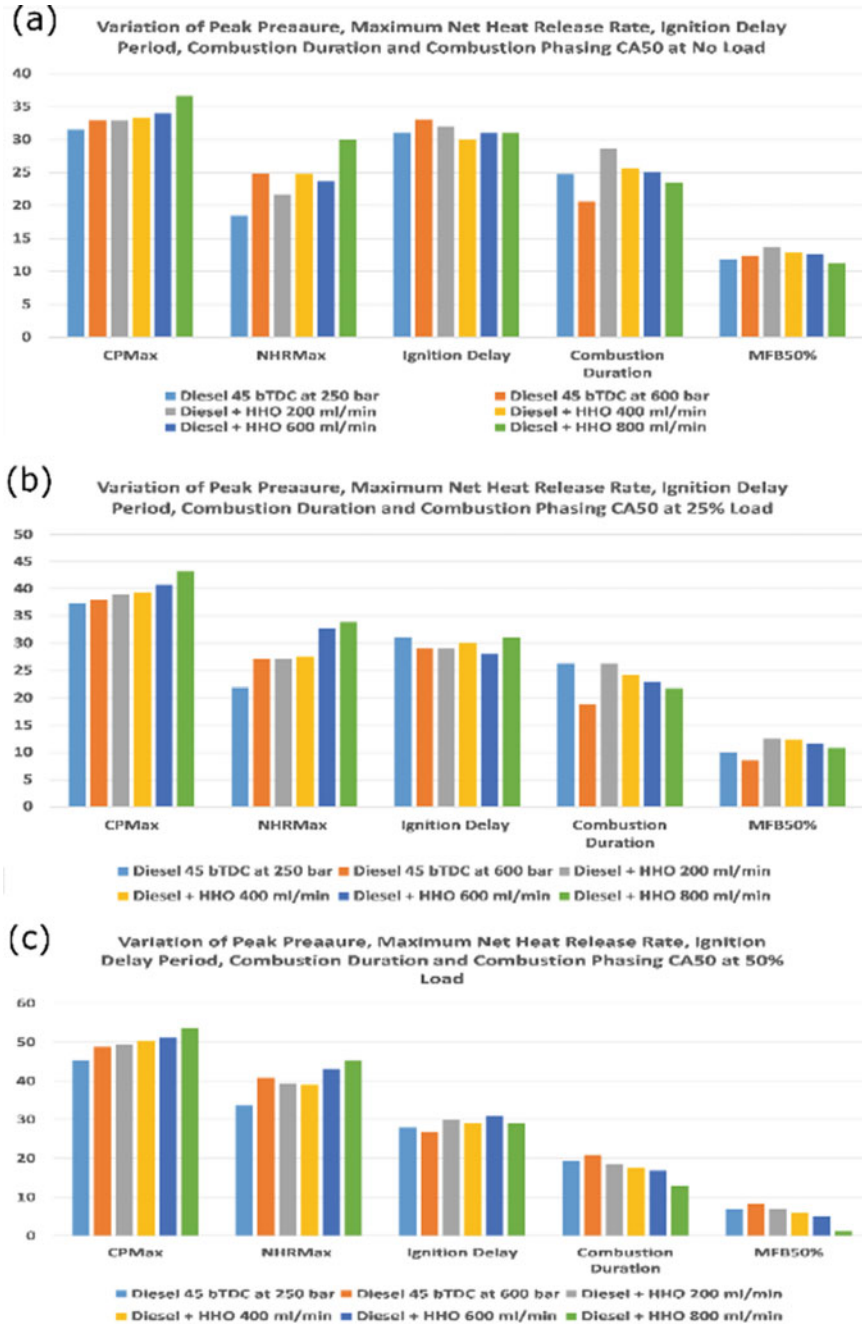 (a)
Variation of Peak Preaaure, Maximum Net Heat Release Rate, Ignition Delay
Period, Combustion Duration and Combustion Phasing CA50 at No Load
40
35
30
25
20
15
10
5
0
CPMax NHRMax Ignition Delay Combustion Duration MFB50%
Diesel 45 bTDC at 250 bar Diesel 45 bTDC at 600 bar
Diesel + HHO 200 ml/min Diesel + HHO 400 ml/min
Diesel + HHO 600 ml/min Diesel + HHO 800 ml/min
(b)
Variation of Peak Preaaure, Maximum Net Heat Release Rate, Ignition Delay
Period, Combustion Duration and Combustion Phasing CA50 at 25% Load
50
45
40
35
30
25
20
15
10
5
0
CPMax NHRMax Ignition Delay Combustion Duration MFB50%
Diesel 45 bTDC at 250 bar Diesel 45 bTDC at 600 bar Diesel + HHO 200 ml/min
Diesel + HHO 400 ml/min Diesel + HHO 600 ml/min Diesel + HHO 800 ml/min
(c)
Variation of Peak Preaaure, Maximum Net Heat Release Rate, Ignition
Delay Period, Combustion Duration and Combustion Phasing CA50 at 50%
Load
60
50
40
30
20
10
0
CPMax NHRMax Ignition Delay Combustion Duration MFB50%
Diesel 45 bTDC at 250 bar Diesel 45 bTDC at 600 bar Diesel + HHO 200 ml/min
Diesel + HHO 400 ml/min Diesel + HHO 600 ml/min Diesel + HHO 800 ml/min